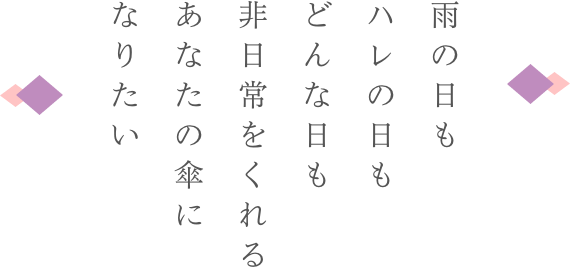 雨の日も
ハレの日も
どんな日も
非日常をくれる
あなたの傘に
なりたい